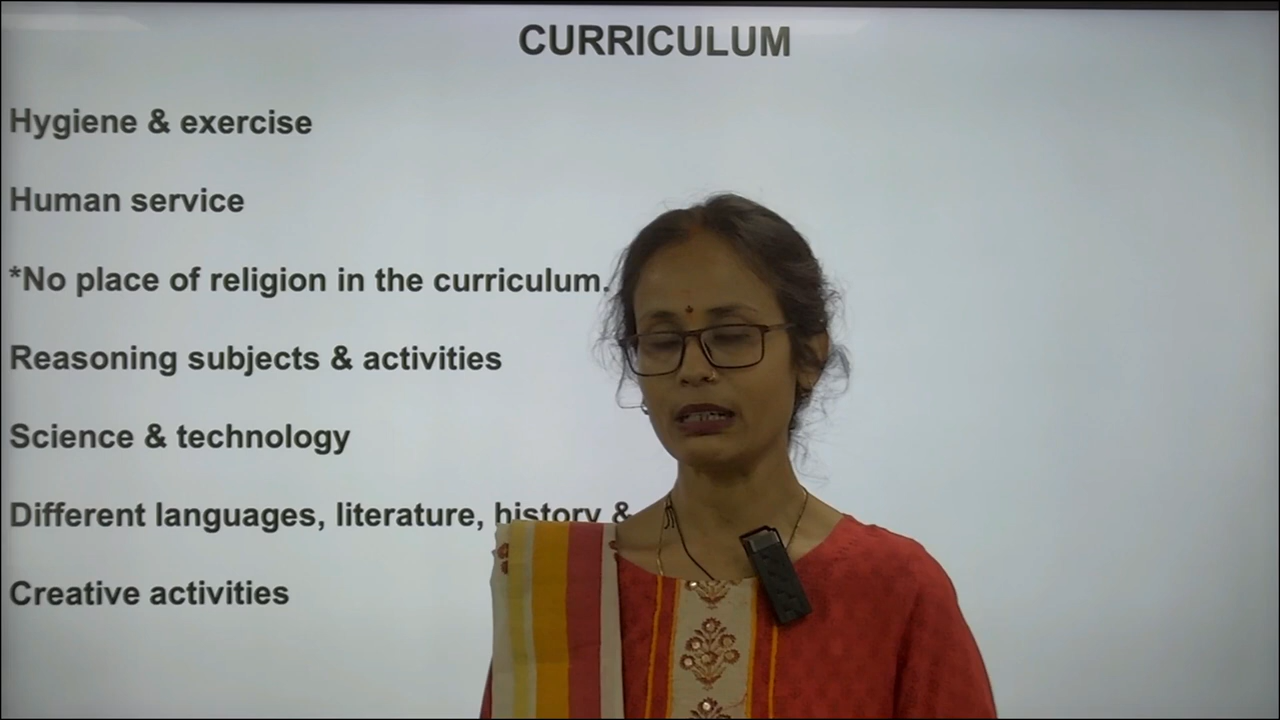 CURRICULUM
Hygiene & exercise
Human service
*No place of religion in the curriculum.
Reasoning subjects & activities
Science & technology
Different languages, literature, history &
Creative activities